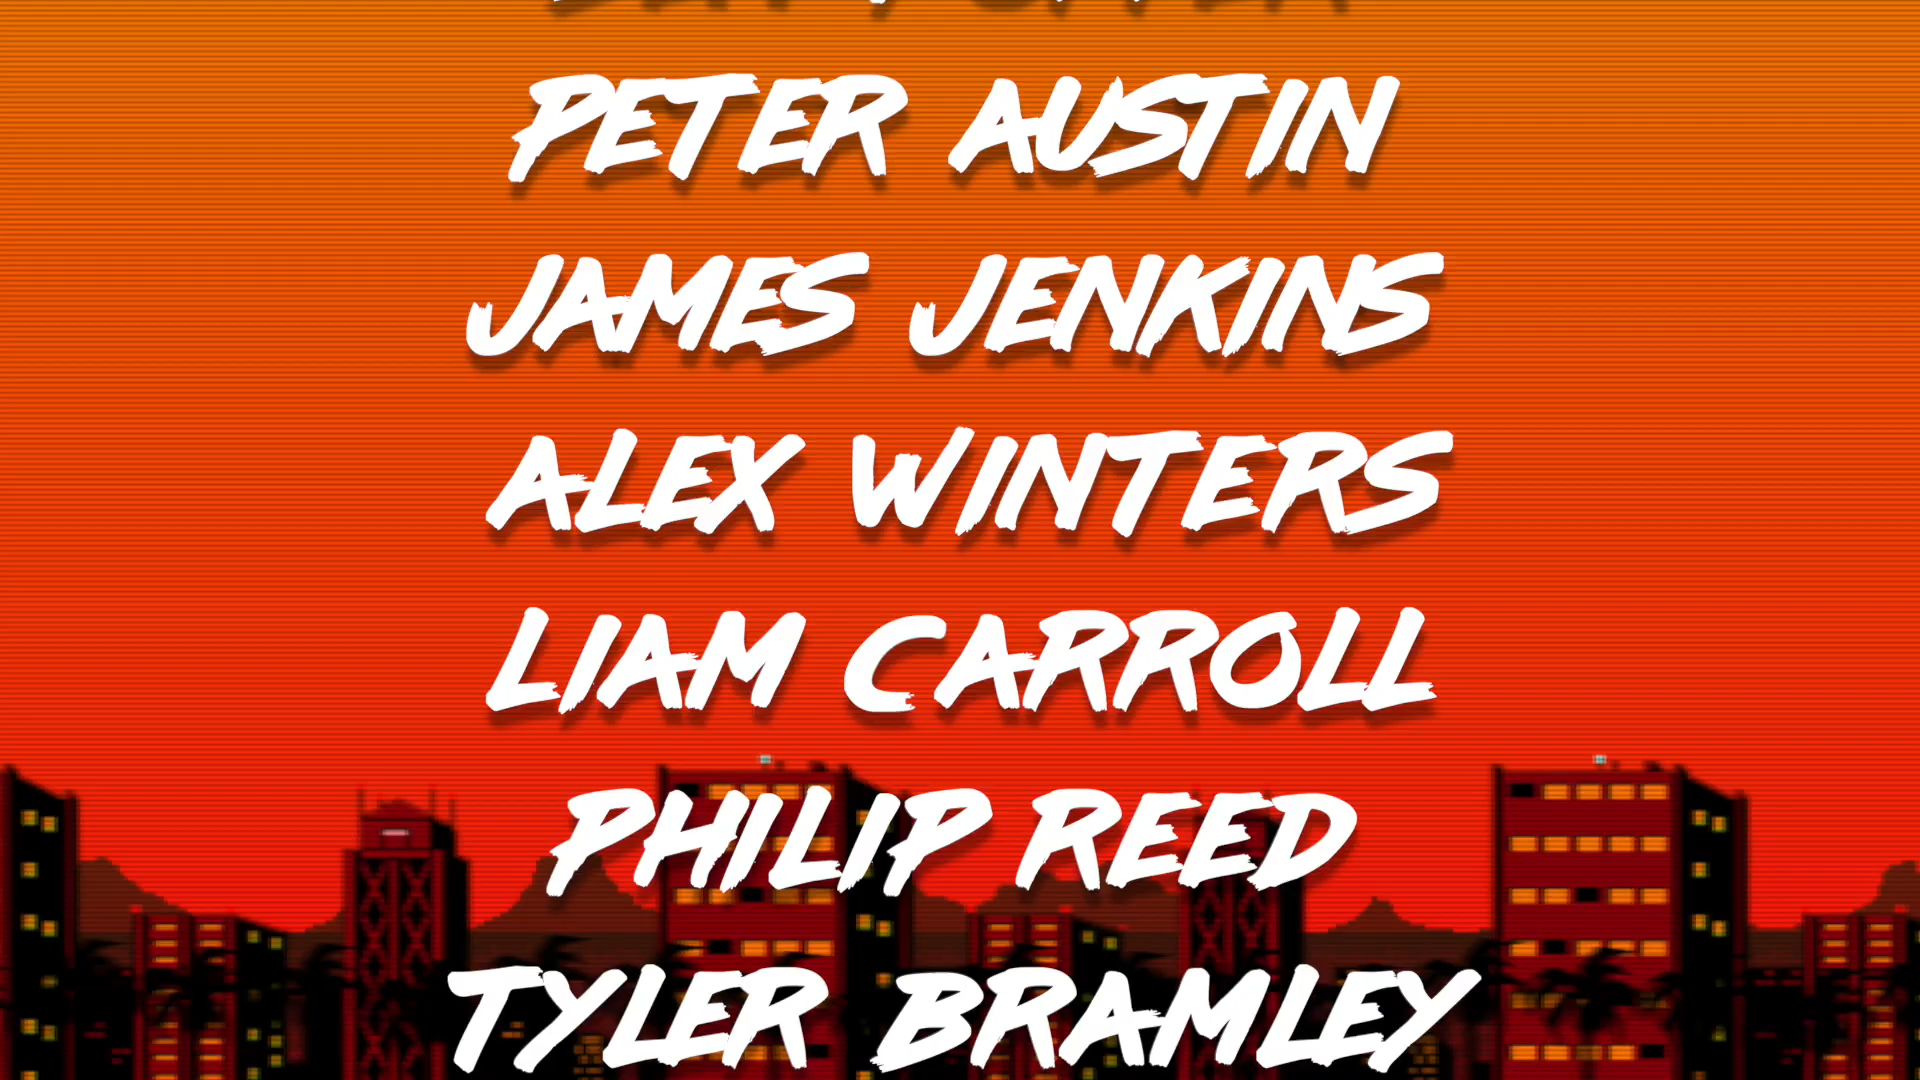 PETER AUSTIN
JAMES JENKINS
ALEX WINTERS
LIAM CARROLL
PHILIP REED
TYLER BRAMLEY